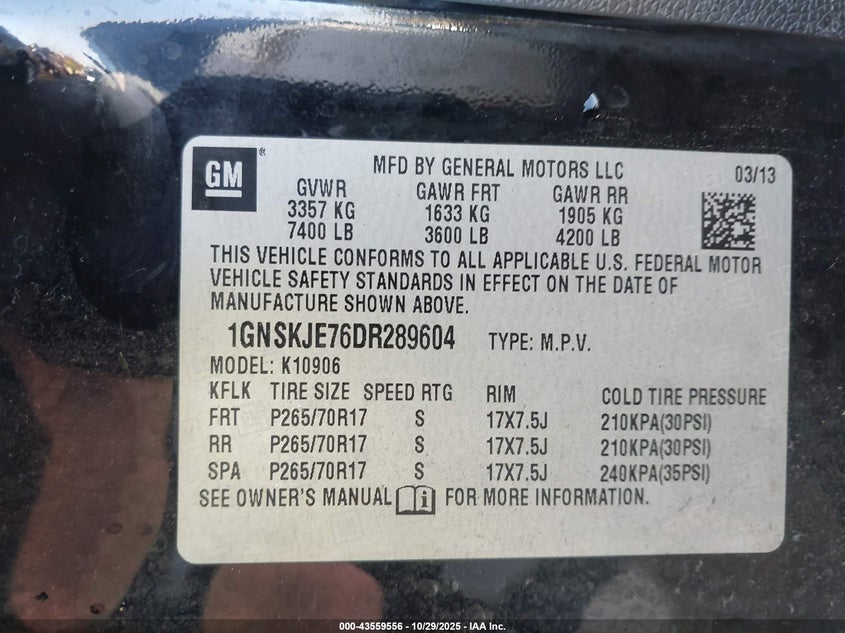 GM ®
MFD BY GENERAL MOTORS LLC 03/13
GVWR GAWR FRT GAWR RR
3357 KG 1633 KG 1905 KG
7400 LB 3600 LB 4200 LB
THIS VEHICLE CONFORMS TO ALL APPLICABLE U.S. FEDERAL MOTOR
VEHICLE SAFETY STANDARDS IN EFFECT ON THE DATE OF
MANUFACTURE SHOWN ABOVE.
1GNSKJE76DR289604 TYPE: M.P.V.
MODEL: K10906
KFLK TIRE SIZE SPEED RTG RIM COLD TIRE PRESSURE
FRT P265/70R17 S 17X7.5J 210KPA(30PSI)
RR P265/70R17 S 17X7.5J 210KPA(30PSI)
SPA P265/70R17 S 17X7.5J 240KPA(35PSI)
SEE OWNER'S MANUAL FOR MORE INFORMATION.
000-43559556 - 10/29/2025 - IAA Inc.